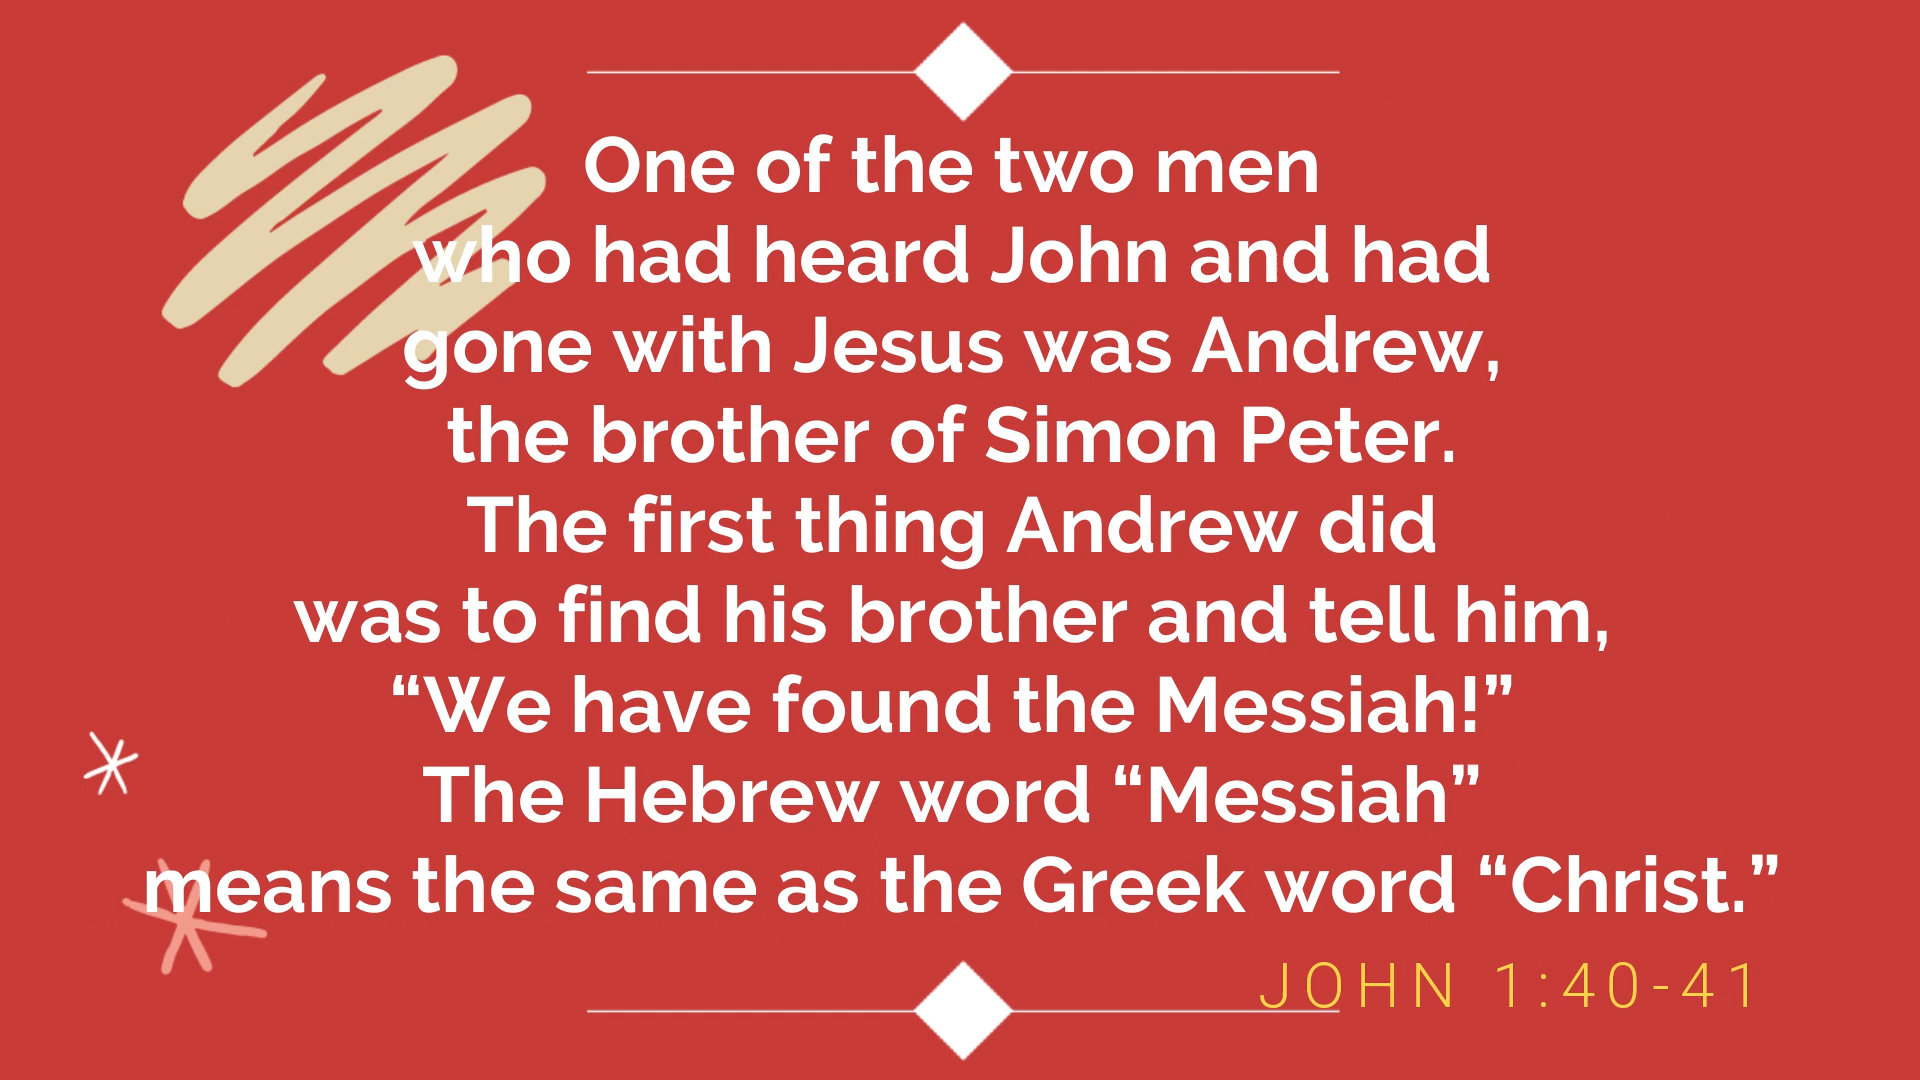 One of the two men
who had heard John and had
gone with Jesus was Andrew,
the brother of Simon Peter.
The first thing Andrew did
was to find his brother and tell him,
“We have found the Messiah!”
The Hebrew word “Messiah”
means the same as the Greek word “Christ.”
JOHN 1:40-41